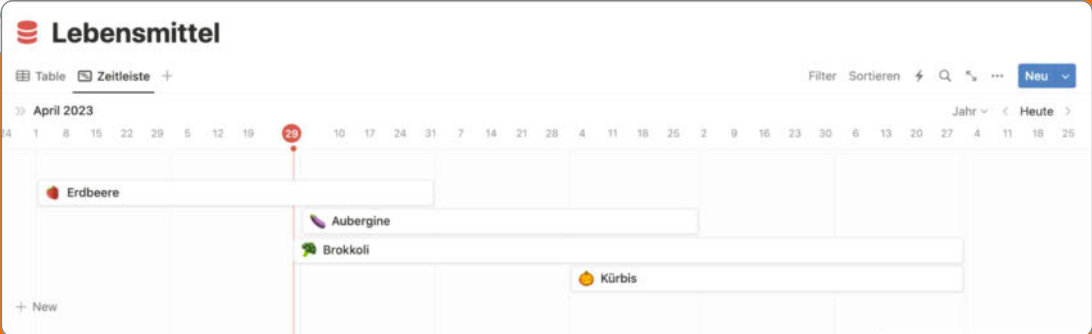 Lebensmittel
Table Zeitleiste Filter Sortieren Neu
April 2023 Jahr Heute
24 1 8 15 22 29 5 12 19 29 10 17 24 31 7 14 21 28 4 11 18 25 2 9 16 23 30 6 13 20 27 4 11 18 25
Erdbeere
Aubergine
Brokkoli
Kürbis
+ New